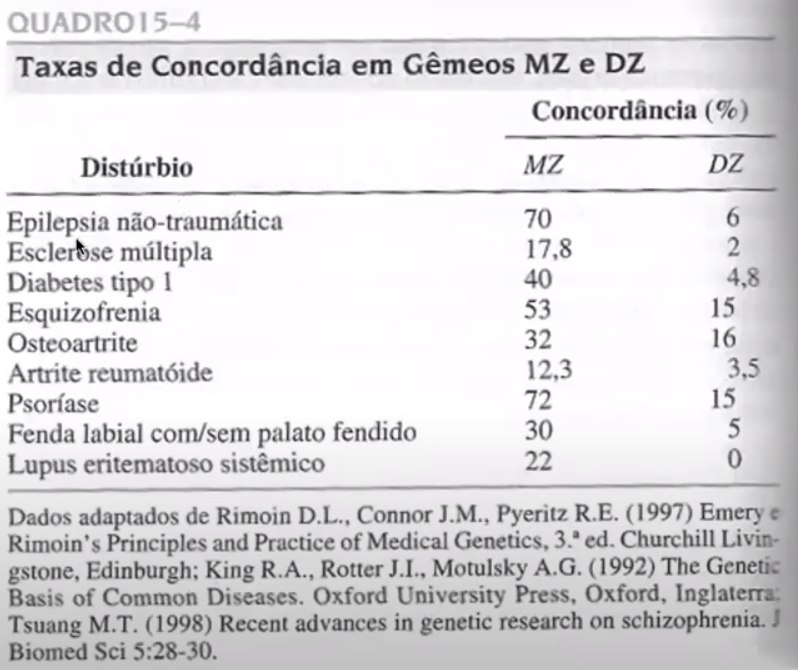 QUADRO 15–4
Taxas de Concordância em Gêmeos MZ e DZ
Concordância (%)
Distúrbio MZ DZ
Epilepsia não-traumática 70 6
Esclerose múltipla 17,8 2
Diabetes tipo 1 40 4,8
Esquizofrenia 53 15
Osteoartrite 32 16
Artrite reumatóide 12,3 3,5
Psoríase 72 15
Fenda labial com/sem palato fendido 30 5
Lupus eritematoso sistêmico 22 0
Dados adaptados de Rimoin D.L., Connor J.M., Pyeritz R.E. (1997) Emery e
Rimoin's Principles and Practice of Medical Genetics, 3.ª ed. Churchill Livin-
gstone, Edinburgh; King R.A., Rotter J.I., Motulsky A.G. (1992) The Genetic
Basis of Common Diseases. Oxford University Press, Oxford, Inglaterra;
Tsuang M.T. (1998) Recent advances in genetic research on schizophrenia. J
Biomed Sci 5:28-30.